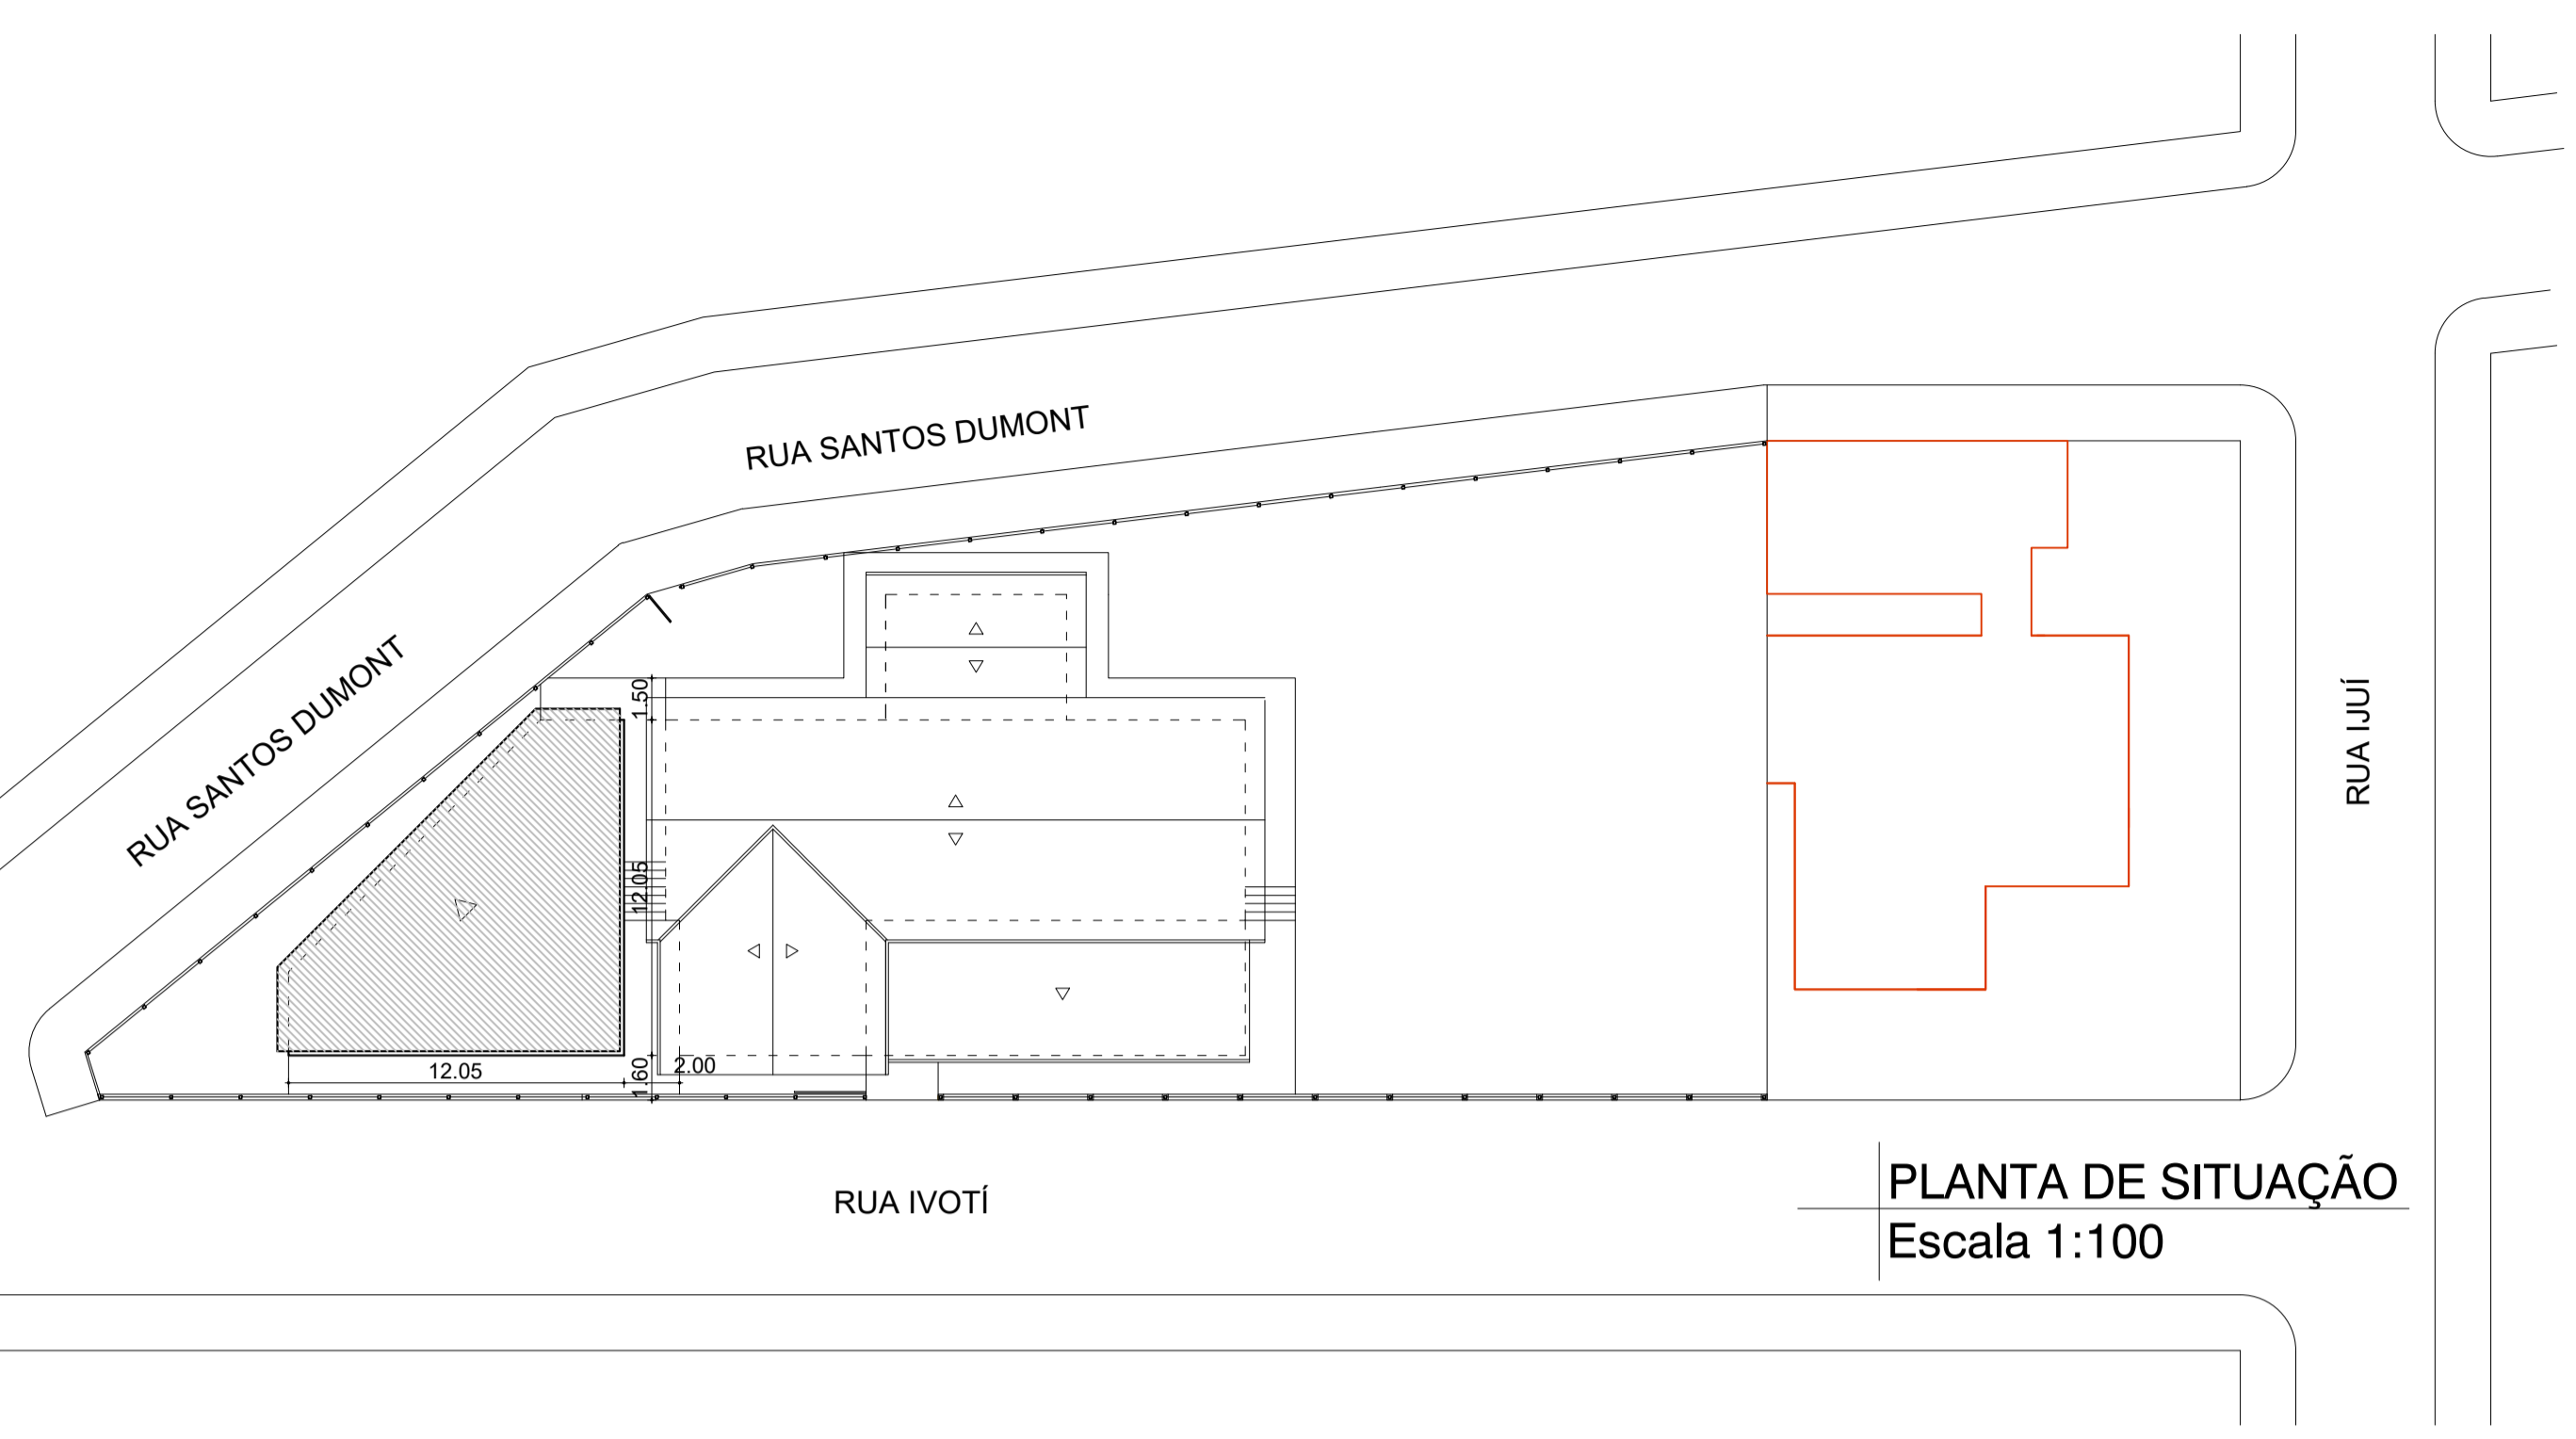 RUA SANTOS DUMONT
RUA SANTOS DUMONT
1.50
RUA IJUÍ
12.05
12.05
1.60
2.00
RUA IVOTÍ
PLANTA DE SITUAÇÃO
Escala 1:100